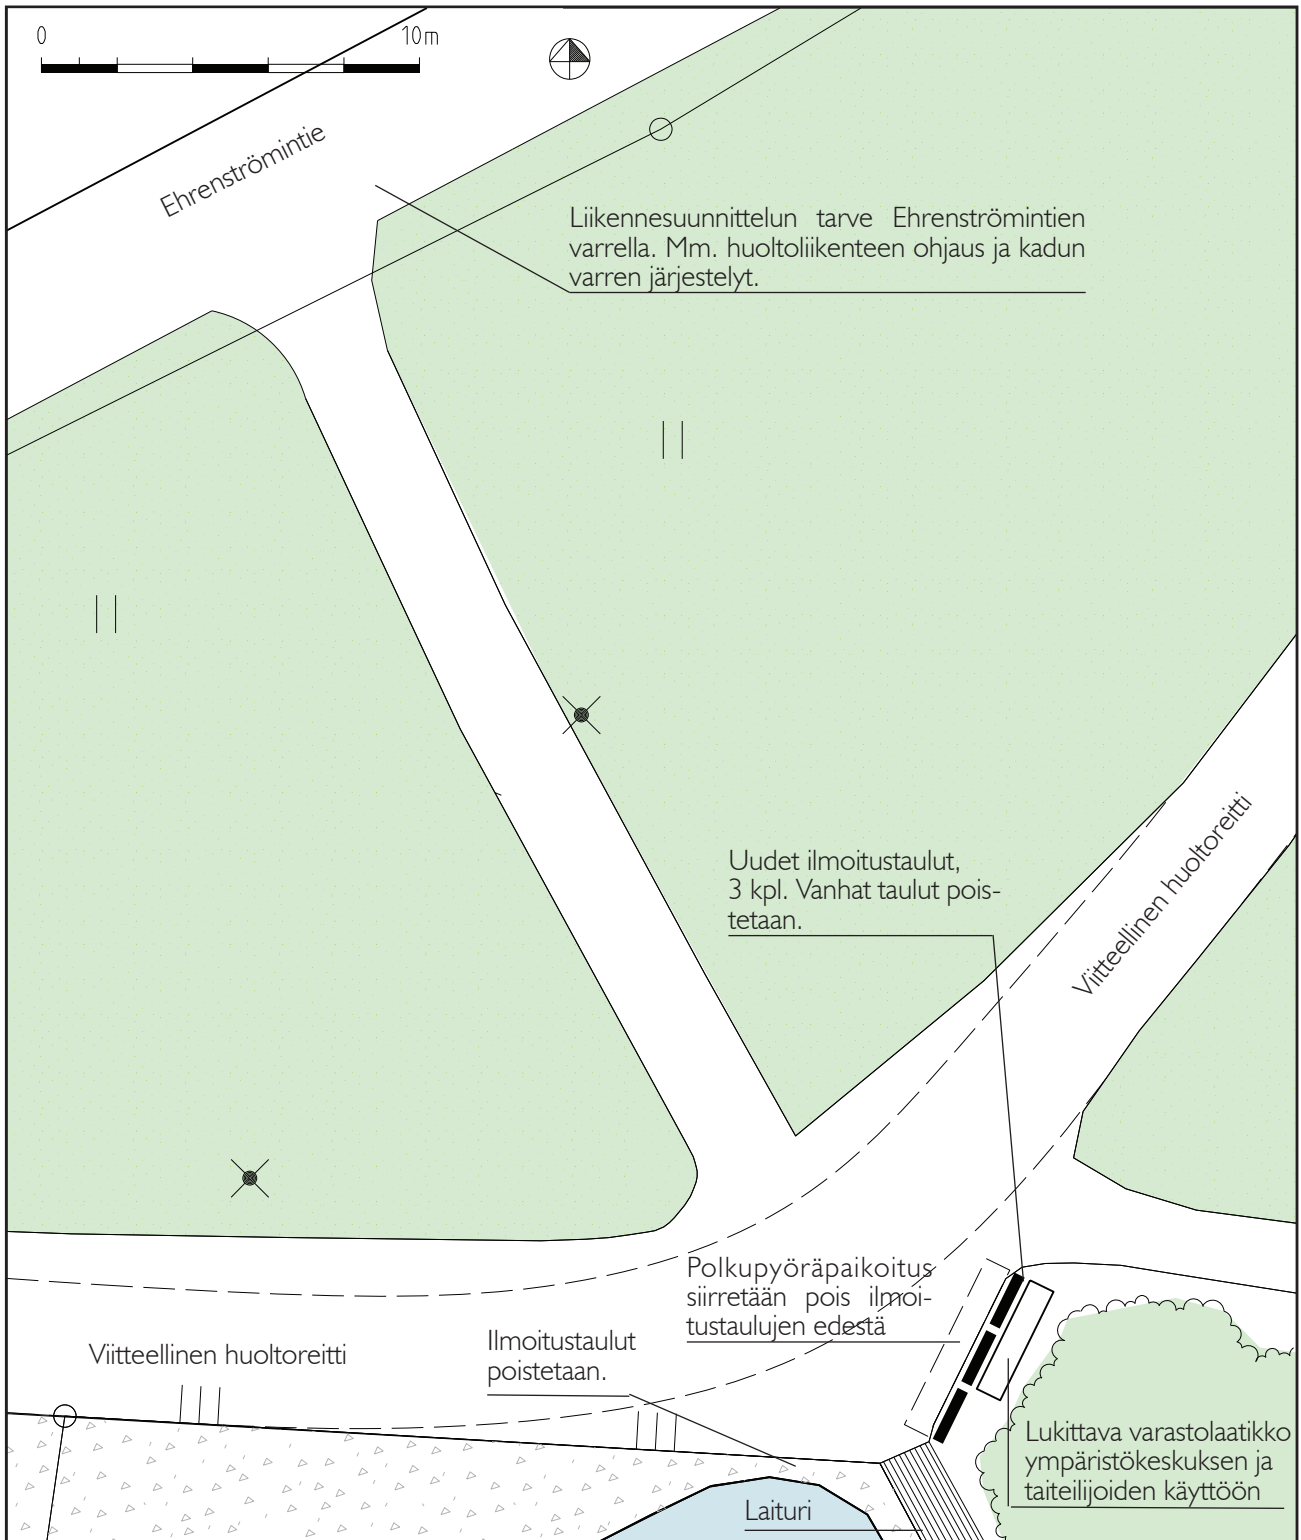 0 10m
Ehrenströmintie
Liikennesuunnittelun tarve Ehrenströmintien
varrella. Mm. huoltoliikenteen ohjaus ja kadun
varren järjestelyt.
Uudet ilmoitustaulut,
3 kpl. Vanhat taulut pois-
tetaan.
Viitteellinen huoltoreitti
Polkupyöräpaikoitus
siirretään pois ilmoi-
tustaulujen edestä
Viitteellinen huoltoreitti
Ilmoitustaulut
poistetaan.
Lukittava varastolaatikko
ympäristökeskuksen ja
taiteilijoiden käyttöön
Laituri